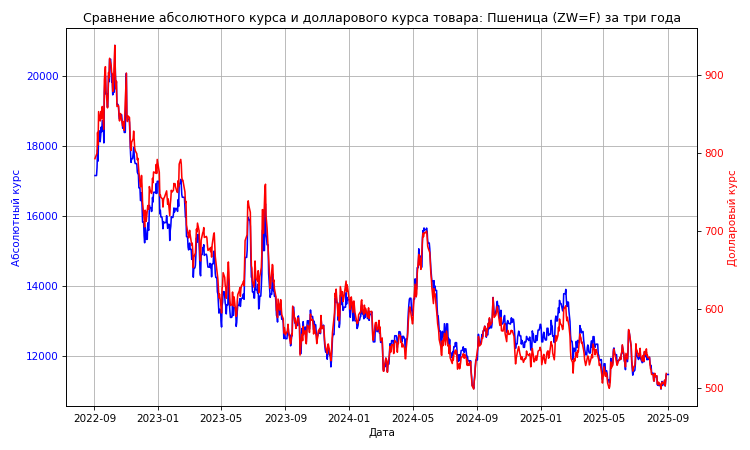 Сравнение абсолютного курса и долларового курса товара: Пшеница (ZW=F) за три года
Абсолютный курс
20000
18000
16000
14000
12000
900
800
700
600
500
Долларовый курс
2022-09 2023-01 2023-05 2023-09 2024-01 2024-05 2024-09 2025-01 2025-05 2025-09
Дата